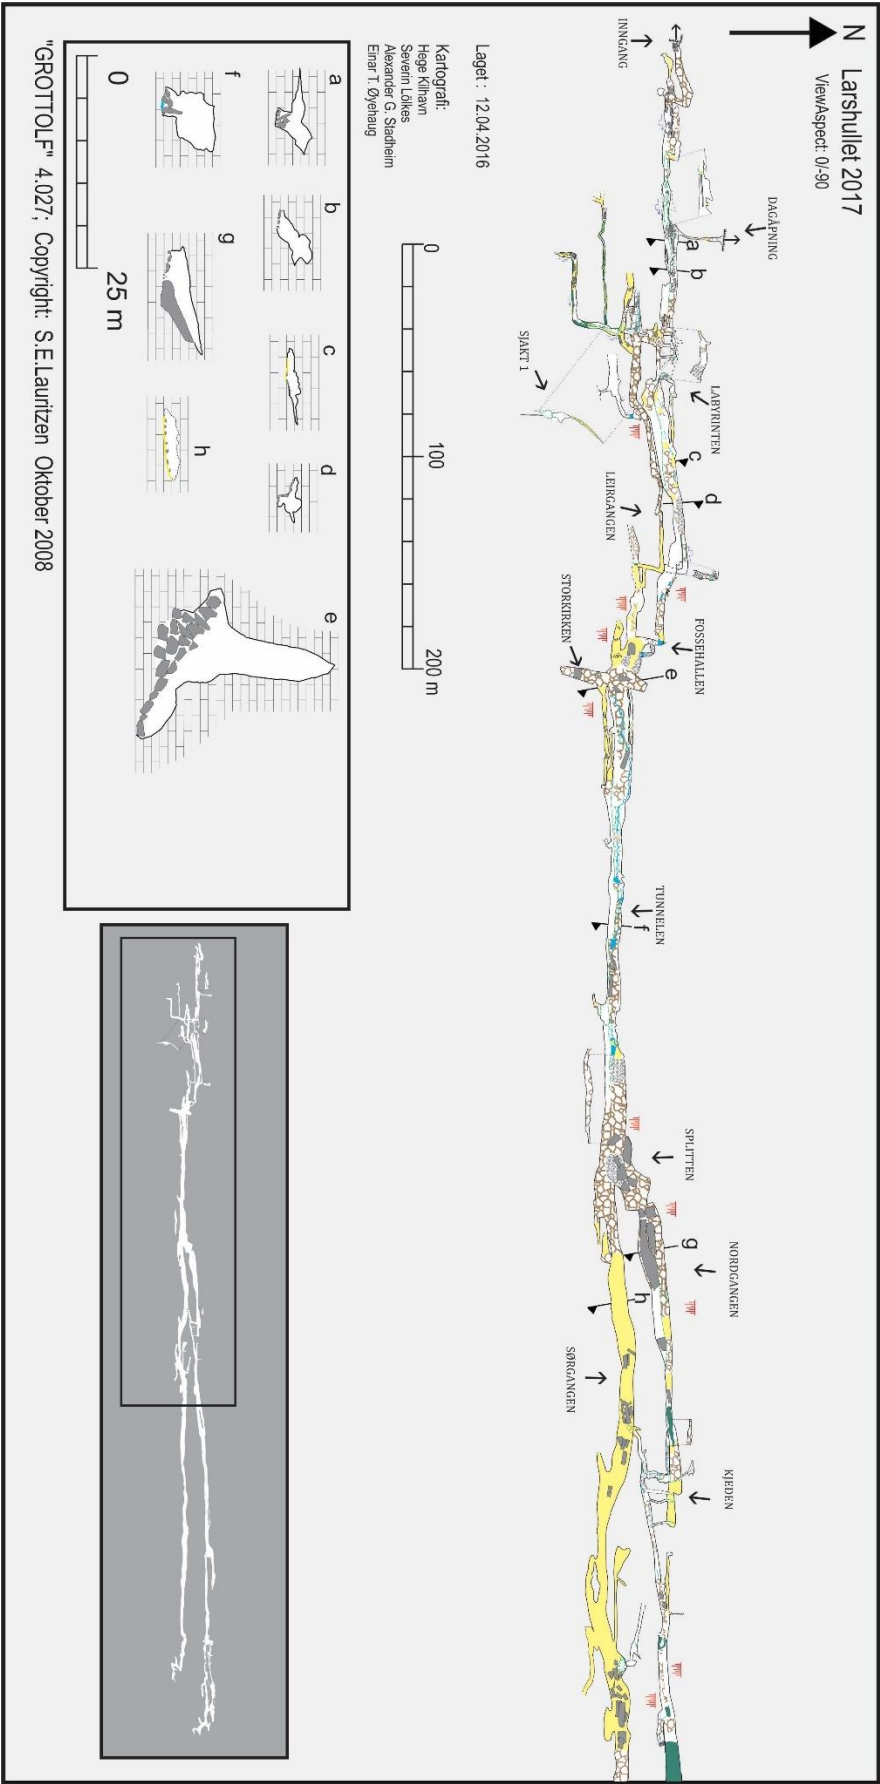 N
Larshullet 2017
ViewAspect: 0/-90
INNGANG
DAGÅPNING
a
b
LABYRINTEN
SJAKT 1
c
d
LEIRGANGEN
FOSSEHALLEN
STORKIRKEN
e
TUNNELEN
f
SPLITTEN
NORDGANGEN
g
h
SØRGANGEN
KJEDEN
Laget : 12.04.2016
Kartografi:
Hege Kilhavn
Severin Lölkes
Alexander G. Stadheim
Einar T. Øyehaug
0
100
200 m
a
b
c
d
e
f
g
h
0
25 m
"GROTTOLF" 4.027; Copyright: S.E.Lauritzen Oktober 2008